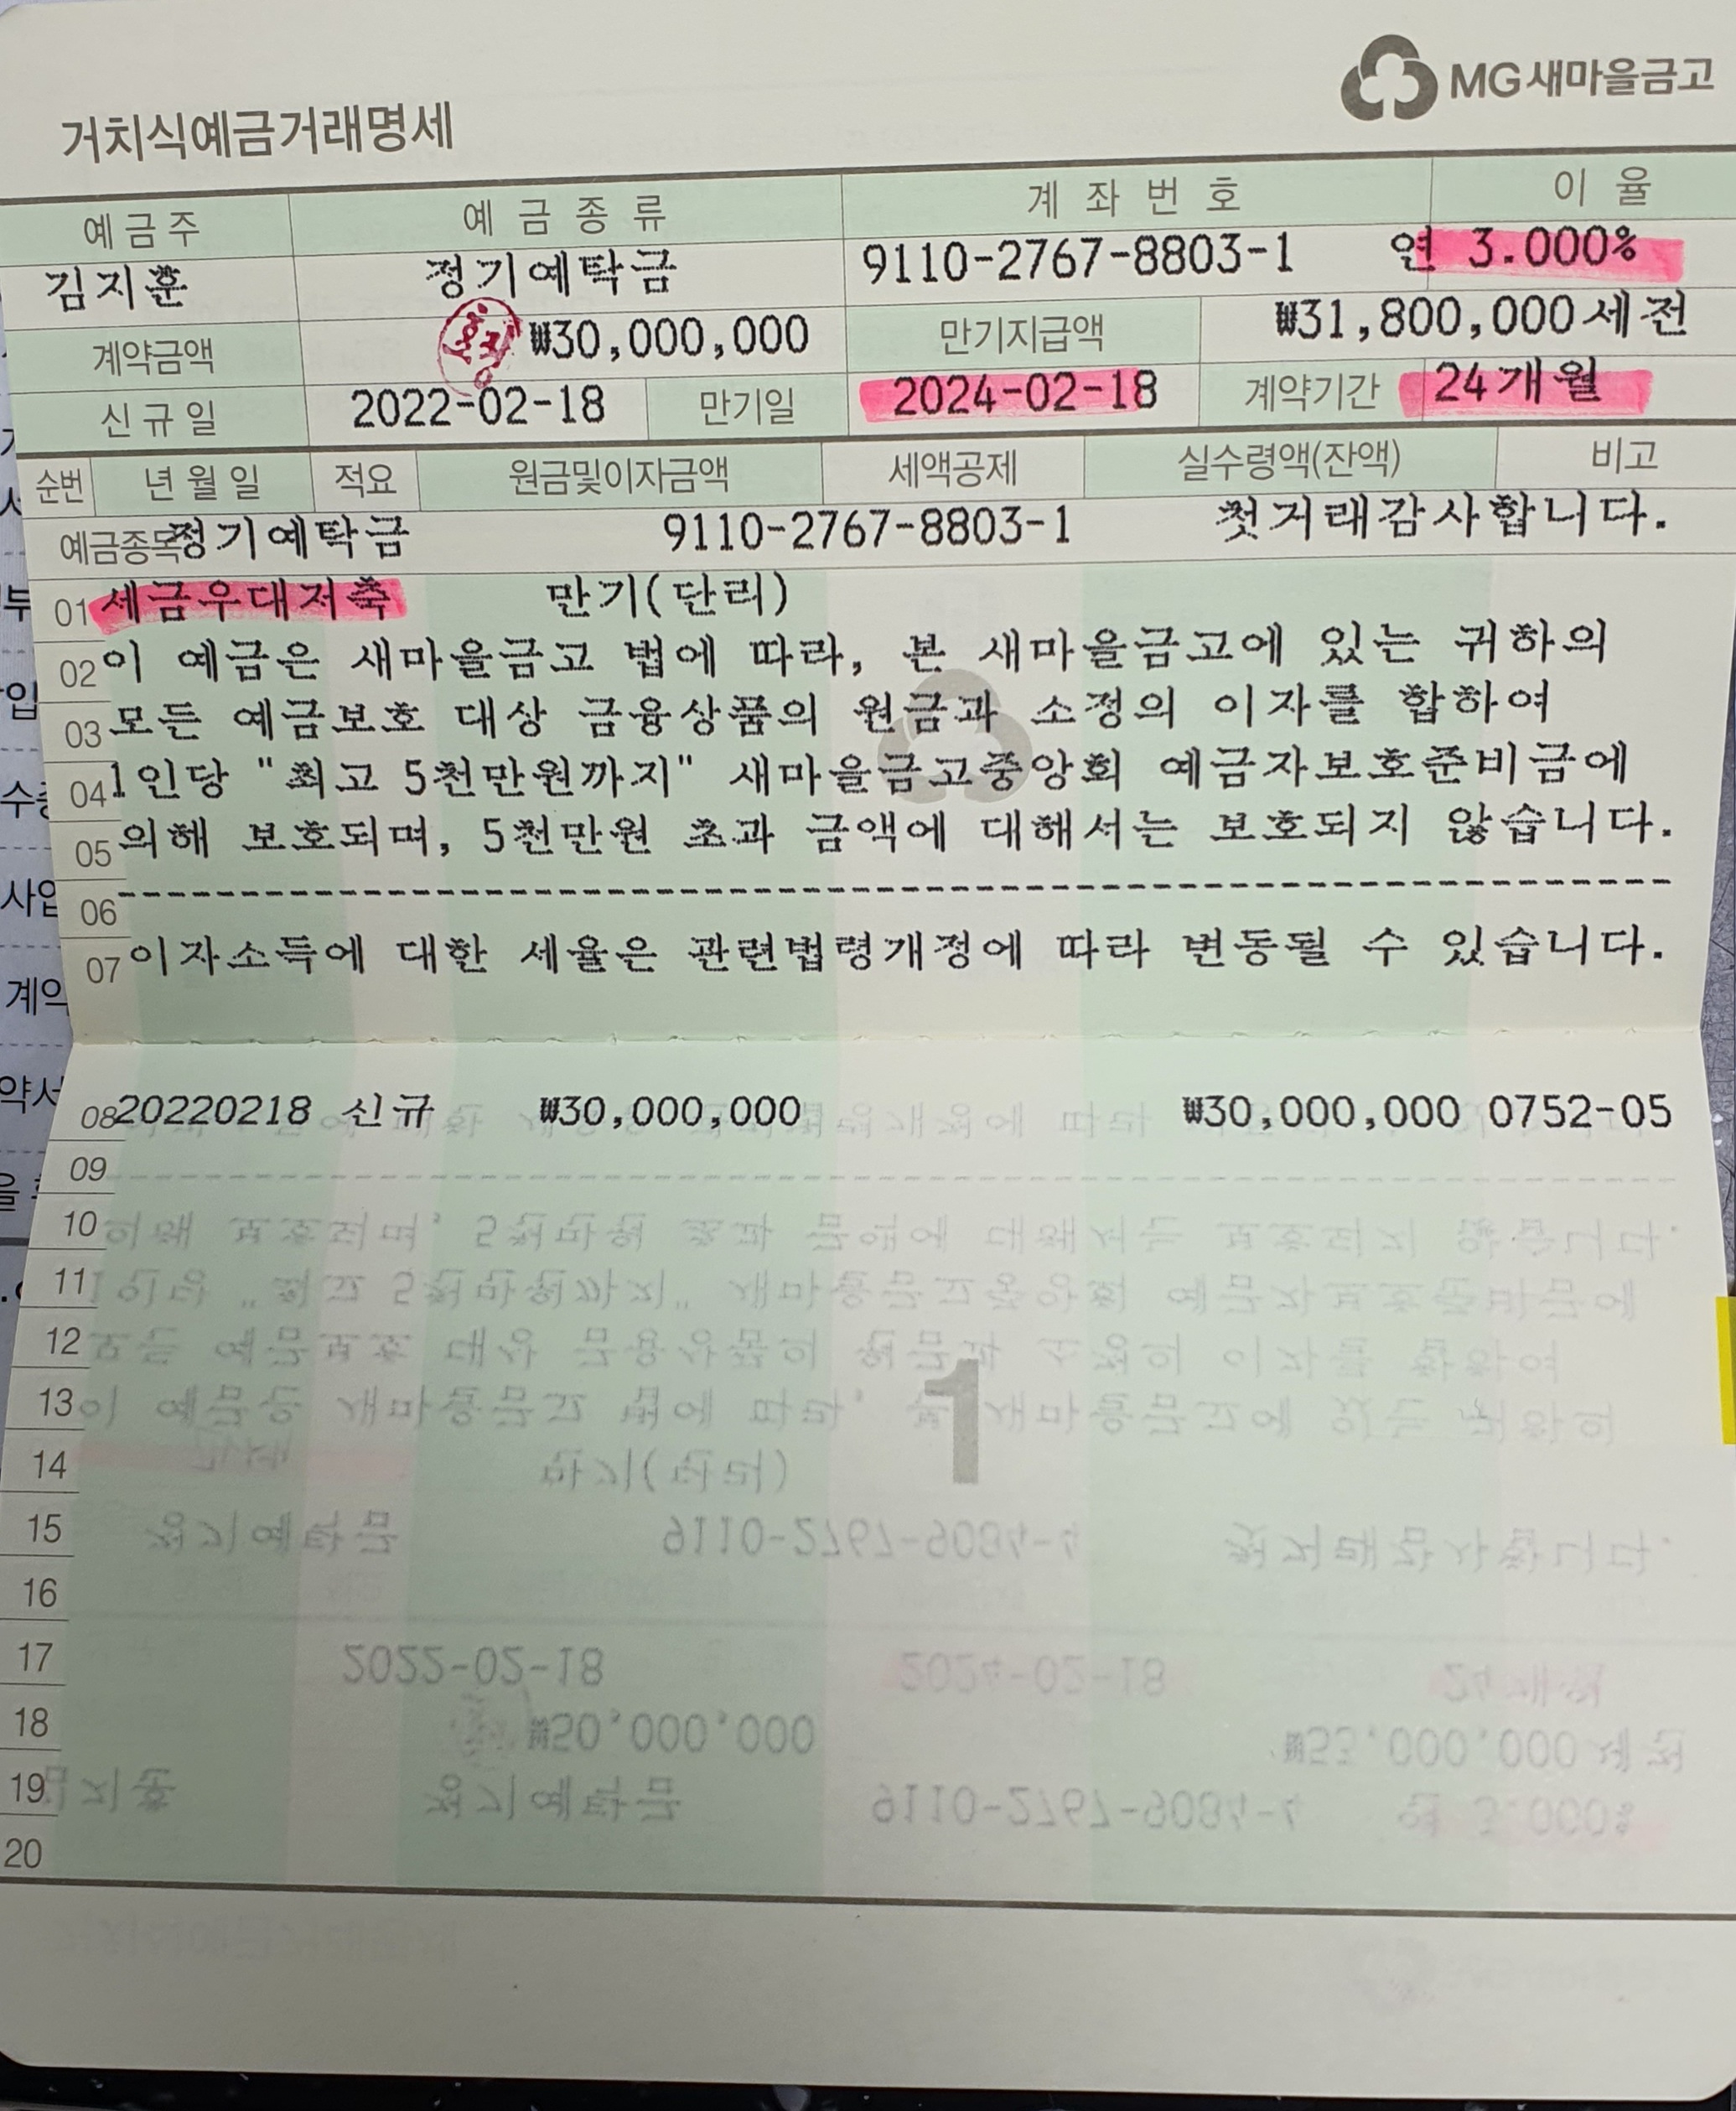 MG새마을금고
거치식예금거래명세
예금주 예금종류 계좌번호 이율
김지훈 정기예탁금 9110-2767-8803-1 연 3.000%
계약금액 ₩30,000,000 만기지급액 ₩31,800,000세전
신규일 2022-02-18 만기일 2024-02-18 계약기간 24개월
순번 년월일 적요 원금및이자금액 세액공제 실수령액(잔액) 비고
예금종목 정기예탁금 9110-2767-8803-1 첫거래감사합니다.
01 세금우대저축 만기(단리)
02 이 예금은 새마을금고 법에 따라, 본 새마을금고에 있는 귀하의
03 모든 예금보호 대상 금융상품의 원금과 소정의 이자를 합하여
04 1인당 "최고 5천만원까지" 새마을금고중앙회 예금자보호준비금에
05 의해 보호되며, 5천만원 초과 금액에 대해서는 보호되지 않습니다.
06
07 이자소득에 대한 세율은 관련법령개정에 따라 변동될 수 있습니다.
08 20220218 신규 ₩30,000,000 ₩30,000,000 0752-05
09
10
11
12
13
1
14
15
16
17
18
19
20